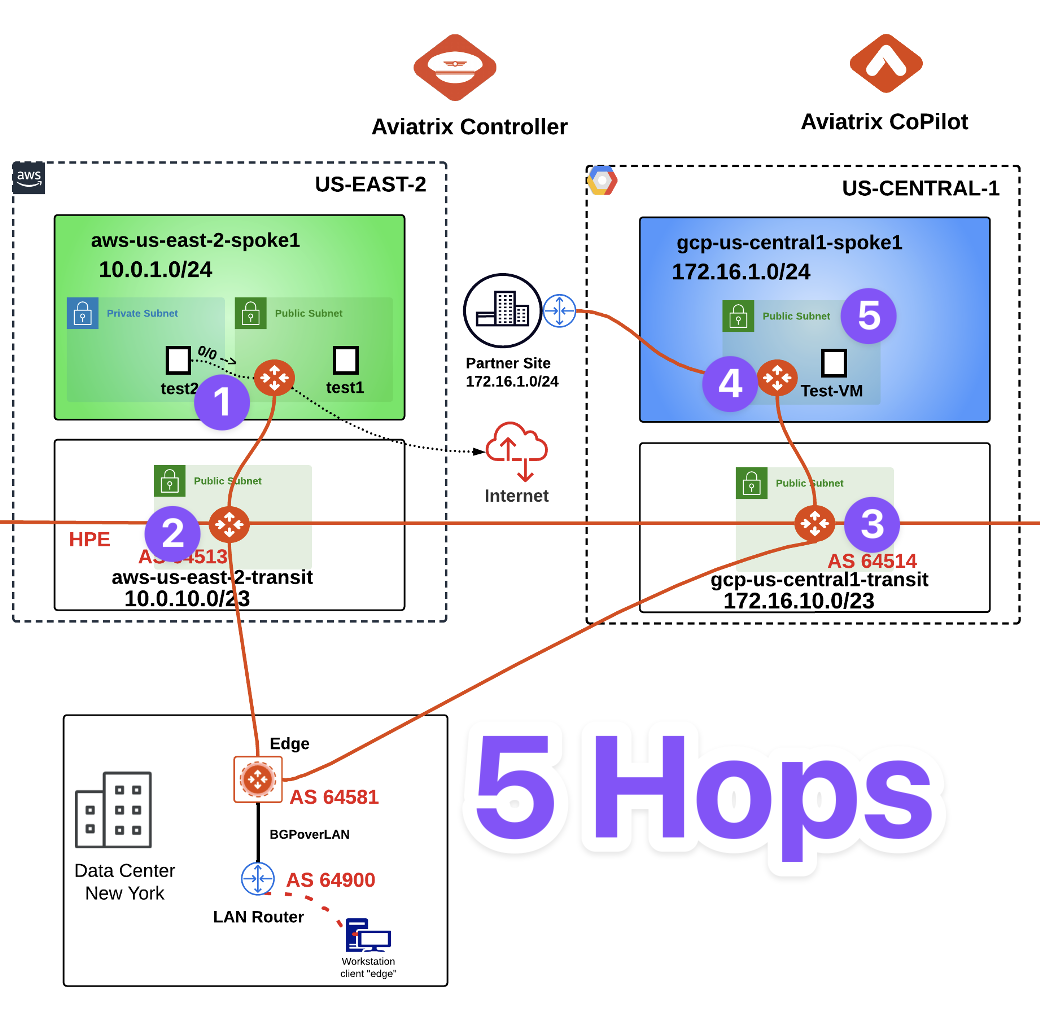 Aviatrix Controller
Aviatrix CoPilot
aws
US-EAST-2
aws-us-east-2-spoke1
10.0.1.0/24
Private Subnet
Public Subnet
0/0 -->
test2
test1
1
Public Subnet
HPE
2
AS 64513
aws-us-east-2-transit
10.0.10.0/23
Partner Site
172.16.1.0/24
Internet
US-CENTRAL-1
gcp-us-central1-spoke1
172.16.1.0/24
Public Subnet
5
4
Test-VM
Public Subnet
3
AS 64514
gcp-us-central1-transit
172.16.10.0/23
Edge
AS 64581
BGPoverLAN
Data Center
New York
AS 64900
LAN Router
Workstation
client "edge"
5 Hops